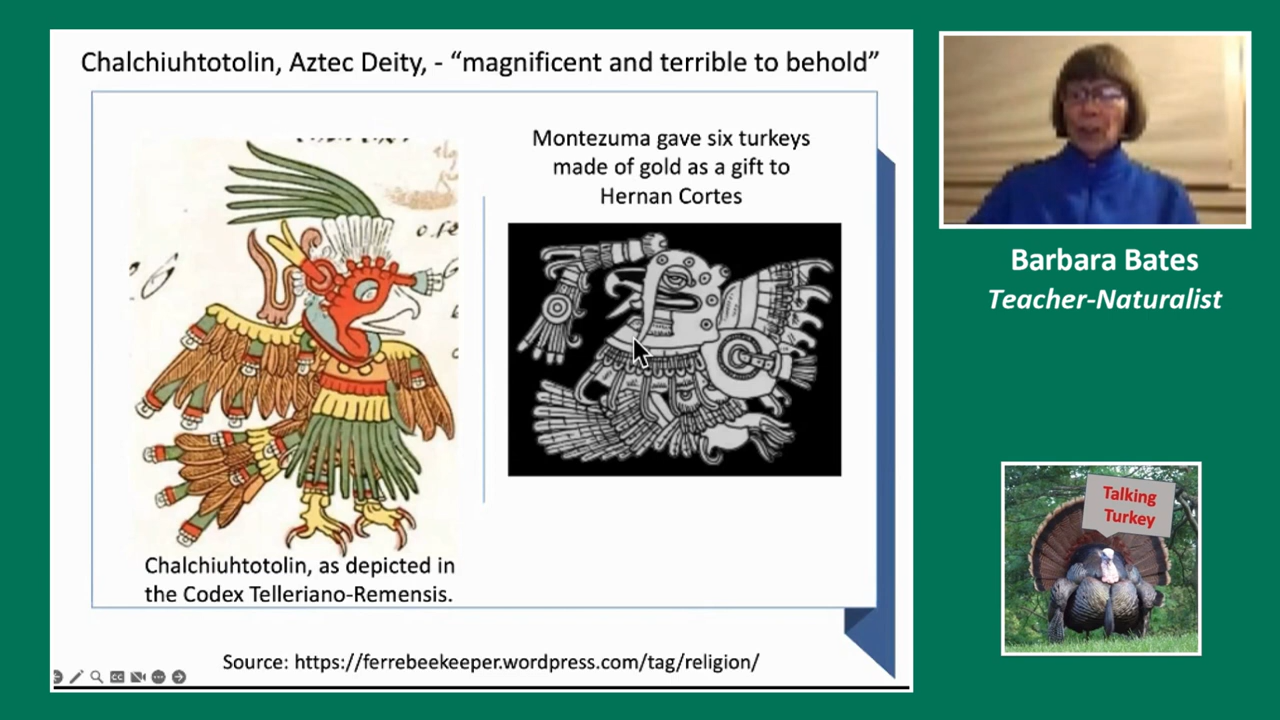 Chalchiuhtotolin, Aztec Deity, - “magnificent and terrible to behold”
Montezuma gave six turkeys
made of gold as a gift to
Hernan Cortes
Chalchiuhtotolin, as depicted in
the Codex Telleriano-Remensis.
Source: https://ferrebeekeeper.wordpress.com/tag/religion/
CC
Barbara Bates
Teacher-Naturalist
Talking
Turkey